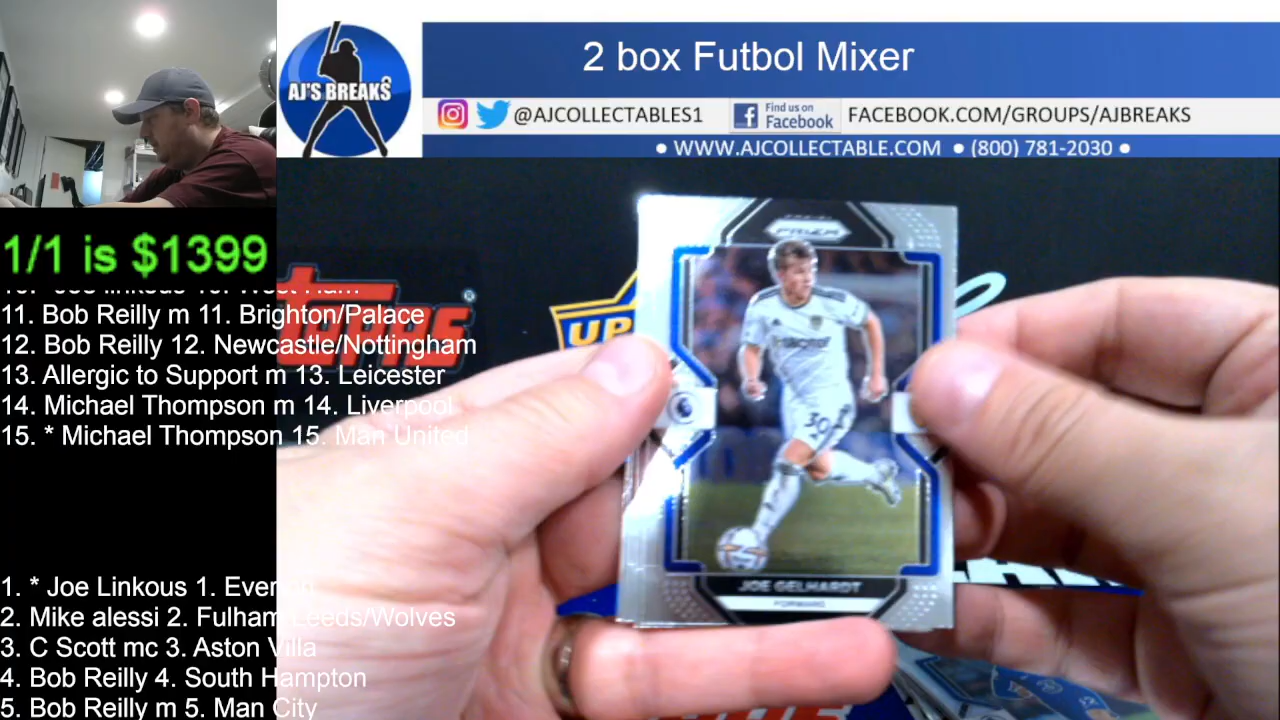 2 box Futbol Mixer
AJ'S BREAKS
@AJCOLLECTABLES1
Find us on
Facebook
FACEBOOK.COM/GROUPS/AJBREAKS
• WWW.AJCOLLECTABLE.COM • (800) 781-2030 •
1/1 is $1399
11. Bob Reilly m 11. Brighton/Palace
12. Bob Reilly 12. Newcastle/Nottingham
13. Allergic to Support m 13. Leicester
14. Michael Thompson m 14. Liverpool
15. * Michael Thompson 15. Man United
1. * Joe Linkous 1. Everton
2. Mike alessi 2. Fulham Leeds/Wolves
3. C Scott mc 3. Aston Villa
4. Bob Reilly 4. South Hampton
5. Bob Reilly m 5. Man City
TOPPS
UP
PRIZM
30
JOE GELHARDT
FORWARD